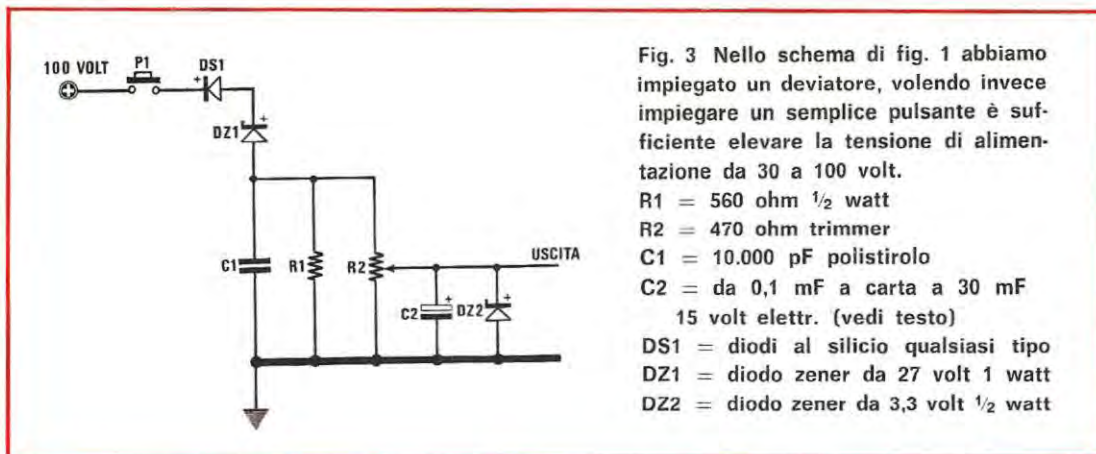 100 VOLT
P1
DS1
+
DZ1
+
C1
R1
R2
USCITA
C2
+
DZ2
+
Fig. 3 Nello schema di fig. 1 abbiamo
impiegato un deviatore, volendo invece
impiegare un semplice pulsante è suf-
ficiente elevare la tensione di alimen-
tazione da 30 a 100 volt.
R1 = 560 ohm ½ watt
R2 = 470 ohm trimmer
C1 = 10.000 pF polistirolo
C2 = da 0,1 mF a carta a 30 mF
15 volt elettr. (vedi testo)
DS1 = diodi al silicio qualsiasi tipo
DZ1 = diodo zener da 27 volt 1 watt
DZ2 = diodo zener da 3,3 volt ½ watt